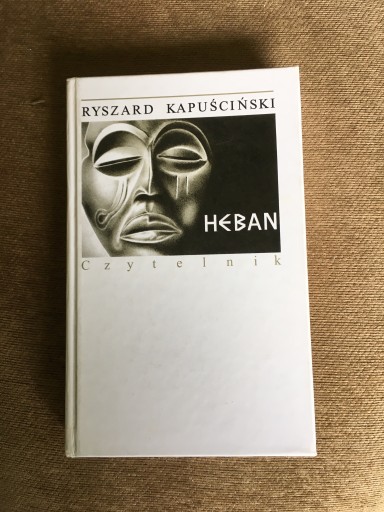 RYSZARD KAPUŚCIŃSKI
HEBAN
Czytelnik